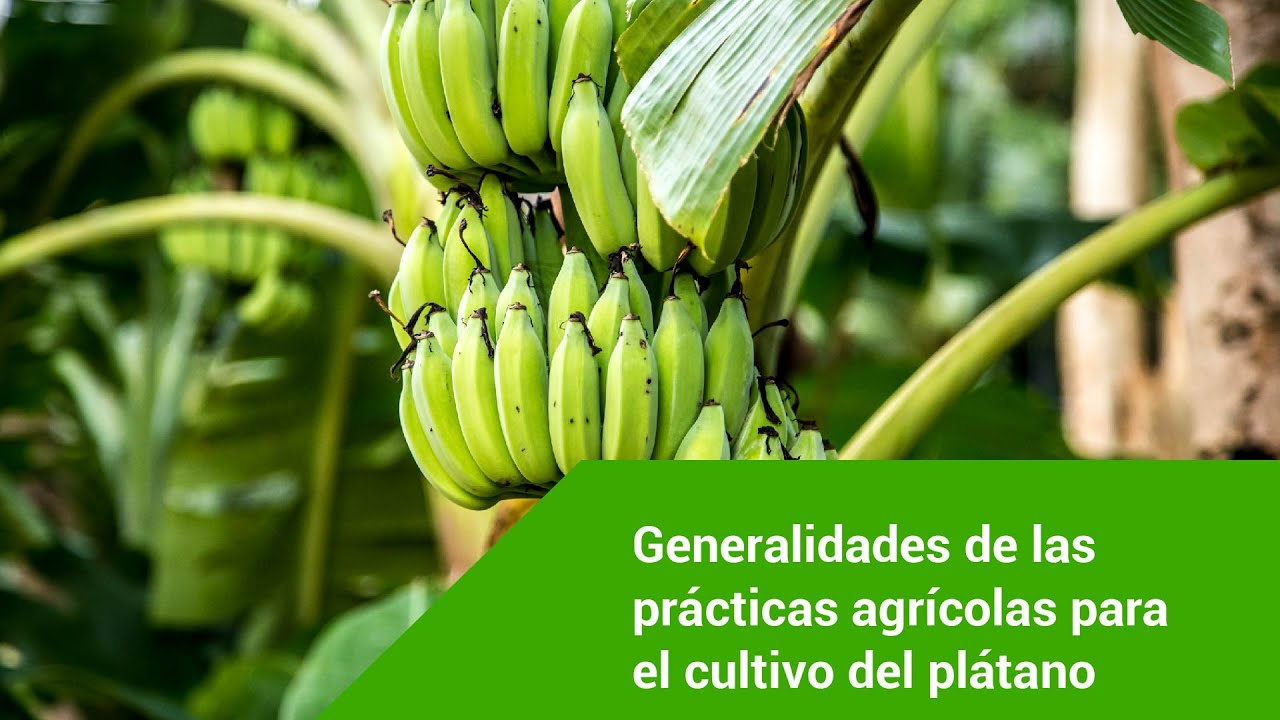 Generalidades de las
prácticas agrícolas para
el cultivo del plátano